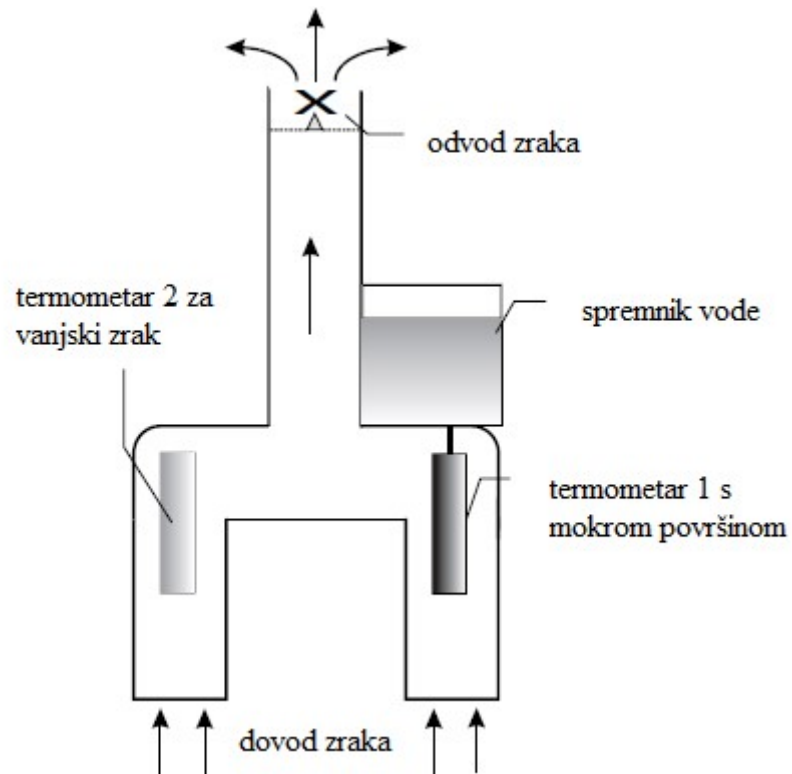 odvod zraka
termometar 2 za
vanjski zrak
spremnik vode
termometar 1 s
mokrom površinom
dovod zraka